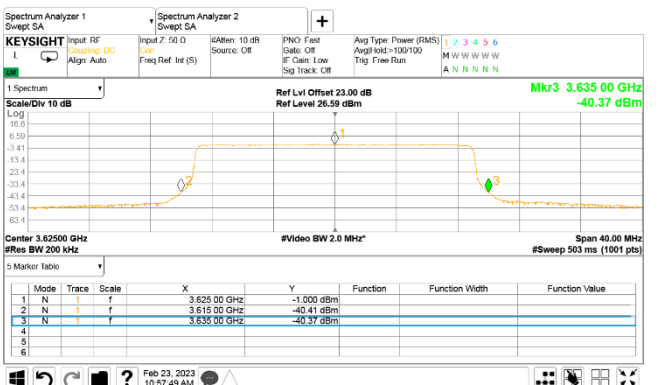 Spectrum Analyzer 1
Swept SA
Spectrum Analyzer 2
Swept SA
KEYSIGHT
L
Input: RF
Coupling: DC
Align: Auto
Input Z: 50 Ω
Corr
Freq Ref: Int (S)
#Atten: 10 dB
Source: Off
PNO: Fast
Gate: Off
IF Gain: Low
Sig Track: Off
Avg Type: Power (RMS)
Avg|Hold:>100/100
Trig: Free Run
1 2 3 4 5 6
M W W W W W
A N N N N N
1 Spectrum
Scale/Div 10 dB
Ref Lvl Offset 23.00 dB
Ref Level 26.59 dBm
Mkr3 3.635 00 GHz
-40.37 dBm
Log
16.6
6.59
-3.41
-13.4
-23.4
-33.4
-43.4
-53.4
-63.4
1
2
3
Center 3.62500 GHz
#Res BW 200 kHz
#Video BW 2.0 MHz*
Span 40.00 MHz
#Sweep 503 ms (1001 pts)
5 Marker Table
Mode Trace Scale X Y Function Function Width Function Value
1 N 1 f 3.625 00 GHz -1.000 dBm
2 N 1 f 3.615 00 GHz -40.41 dBm
3 N 1 f 3.635 00 GHz -40.37 dBm
4
5
6
?
Feb 23, 2023
10:57:49 AM